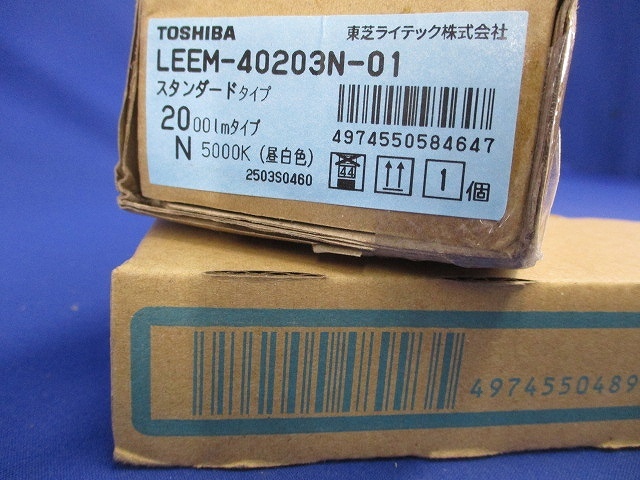 TOSHIBA
東芝ライテック株式会社
LEEM-40203N-01
スタンダードタイプ
2000lmタイプ
N 5000K (昼白色)
4974550584647
2503S0460
44
1個
4974550489